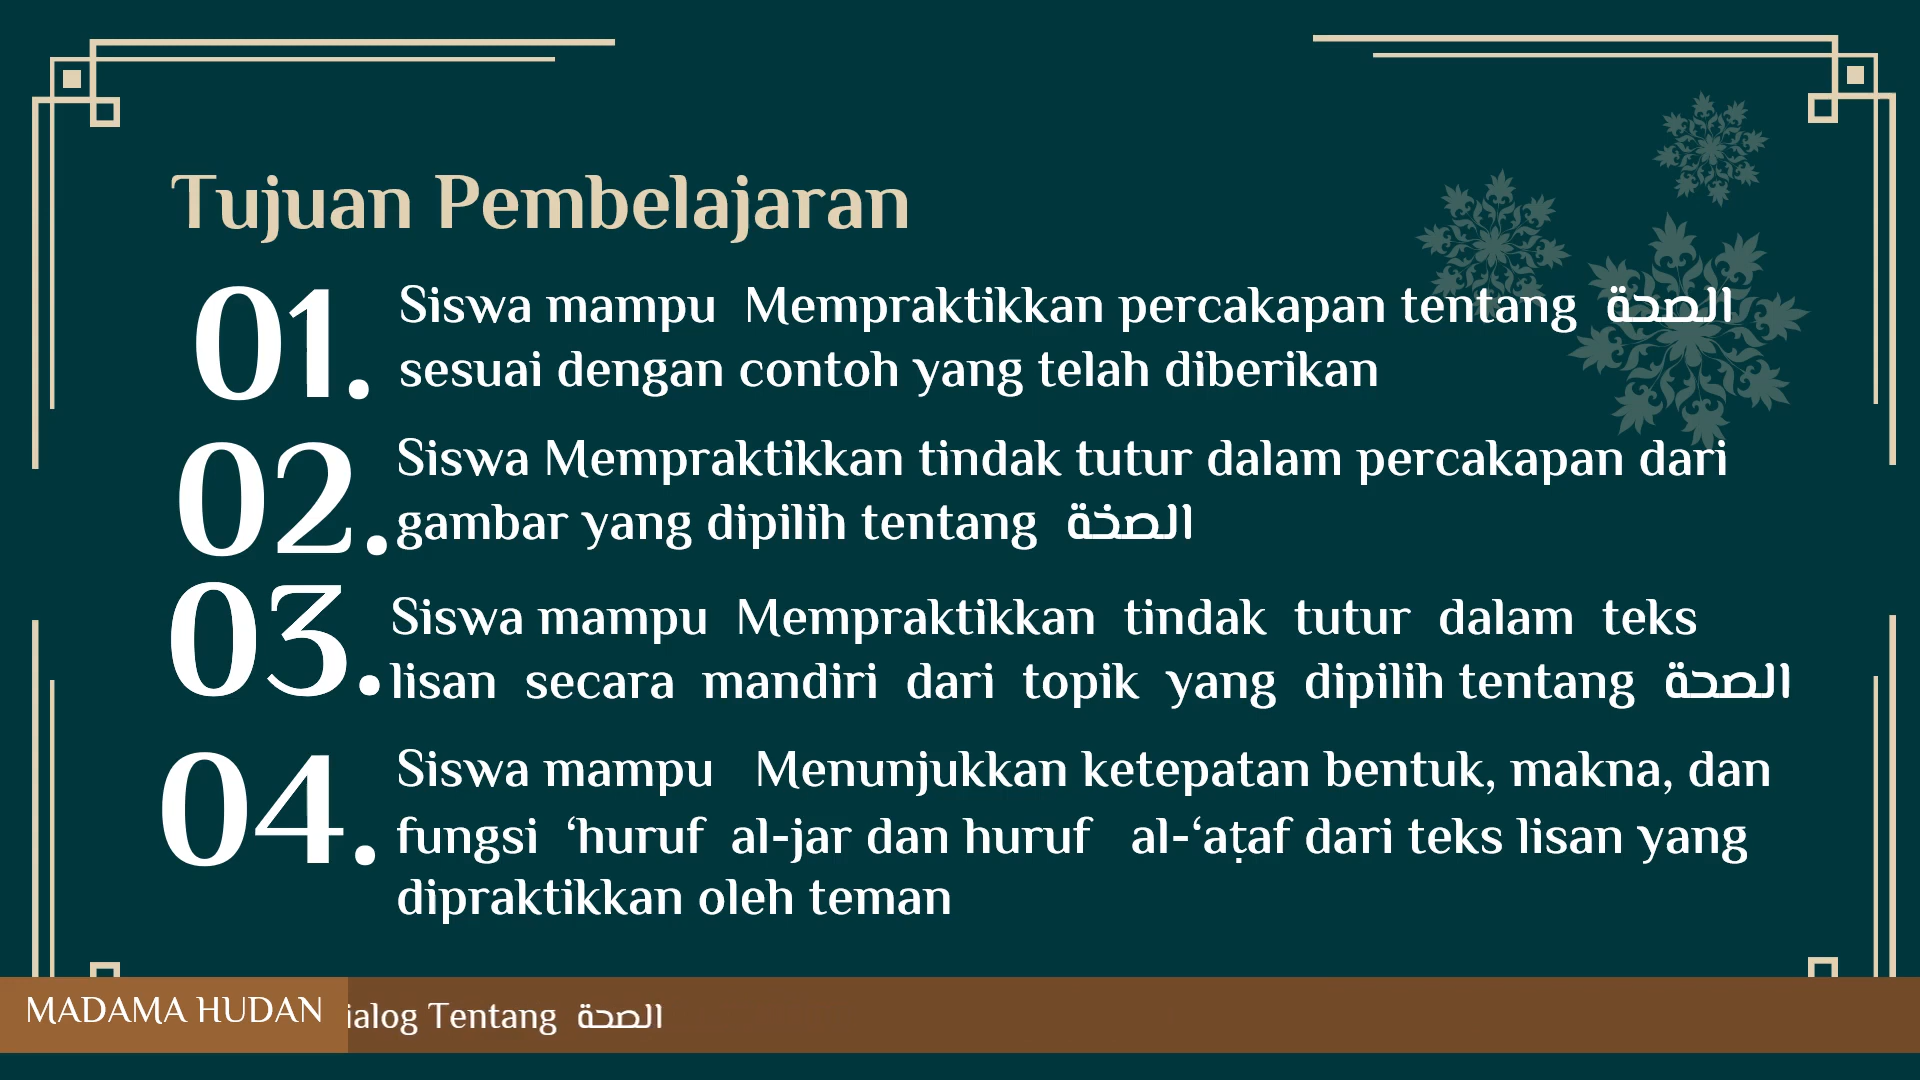 Tujuan Pembelajaran
01. Siswa mampu Mempraktikkan percakapan tentang الصحة
sesuai dengan contoh yang telah diberikan
02. Siswa Mempraktikkan tindak tutur dalam percakapan dari
gambar yang dipilih tentang الصخة
03. Siswa mampu Mempraktikkan tindak tutur dalam teks
lisan secara mandiri dari topik yang dipilih tentang الصحة
04. Siswa mampu Menunjukkan ketepatan bentuk, makna, dan
fungsi ‘huruf al-jar dan huruf al-‘aṭaf dari teks lisan yang
dipraktikkan oleh teman
MADAMA HUDAN ialog Tentang الصحة